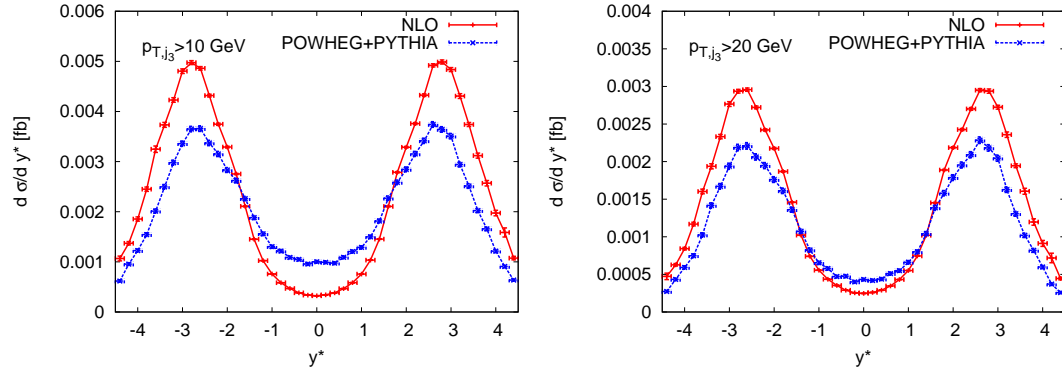 NLO
POWHEG+PYTHIA
p_{T,j_3}>10 GeV
d σ/d y* [fb]
0.006
0.005
0.004
0.003
0.002
0.001
0
-4 -3 -2 -1 0 1 2 3 4
y*
NLO
POWHEG+PYTHIA
p_{T,j_3}>20 GeV
d σ/d y* [fb]
0.004
0.0035
0.003
0.0025
0.002
0.0015
0.001
0.0005
0
-4 -3 -2 -1 0 1 2 3 4
y*